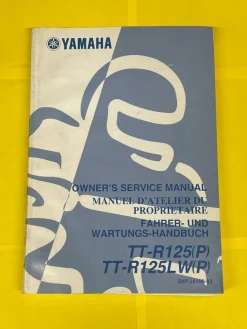 YAMAHA
OWNER'S SERVICE MANUAL
MANUEL D'ATELIER DU
PROPRIETAIRE
FAHRER- UND
WARTUNGS-HANDBUCH
TT-R125(P)
TT-R125LW(P)